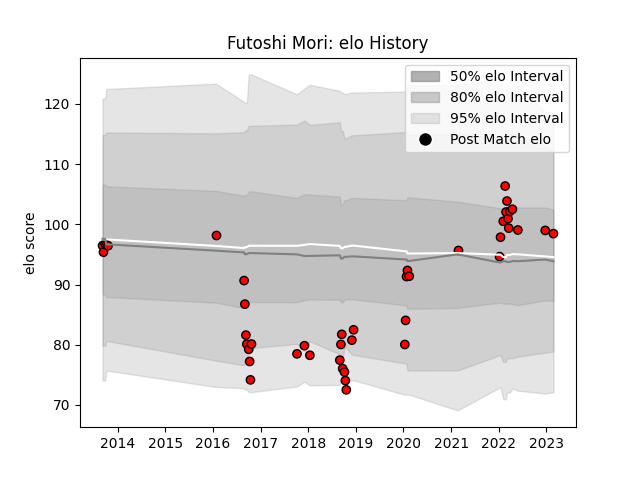 Futoshi Mori: elo History
50% elo Interval
80% elo Interval
95% elo Interval
Post Match elo
elo score
120
110
100
90
80
70
2014 2015 2016 2017 2018 2019 2020 2021 2022 2023